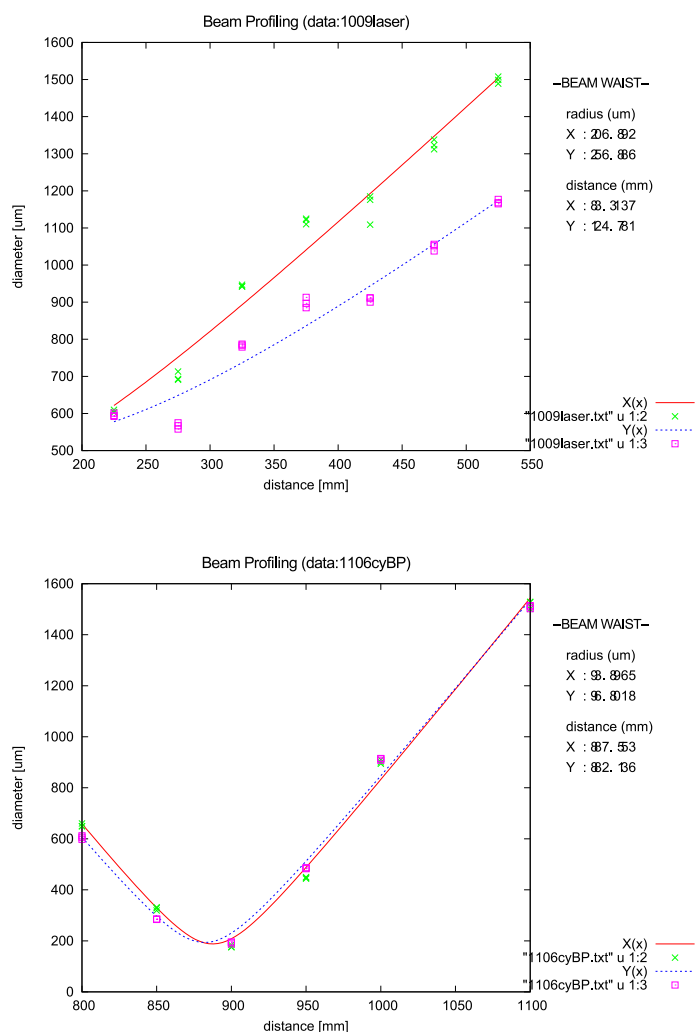 Beam Profiling (data:1009laser)
1600
1500
1400
1300
1200
1100
1000
900
800
700
600
500
diameter [um]
200 250 300 350 400 450 500 550
distance [mm]
–BEAM WAIST–
radius (um)
X : 206.892
Y : 256.886
distance (mm)
X : 83.3137
Y : 124.781
X(x)
"1009laser.txt" u 1:2
Y(x)
"1009laser.txt" u 1:3
Beam Profiling (data:1106cyBP)
1600
1400
1200
1000
800
600
400
200
0
diameter [um]
800 850 900 950 1000 1050 1100
distance [mm]
–BEAM WAIST–
radius (um)
X : 93.8965
Y : 96.8018
distance (mm)
X : 887.553
Y : 882.136
X(x)
"1106cyBP.txt" u 1:2
Y(x)
"1106cyBP.txt" u 1:3